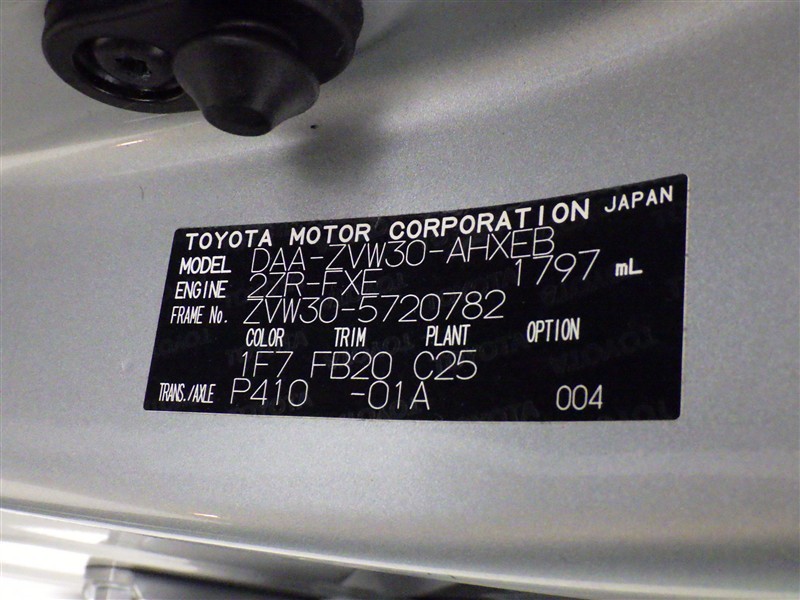 TOYOTA MOTOR CORPORATION JAPAN
MODEL DAA-ZVW30-AHXEB
ENGINE 2ZR-FXE 1797 mL
FRAME No. ZVW30-5720782
COLOR TRIM PLANT OPTION
1F7 FB20 C25
TRANS./AXLE P410 -01A 004